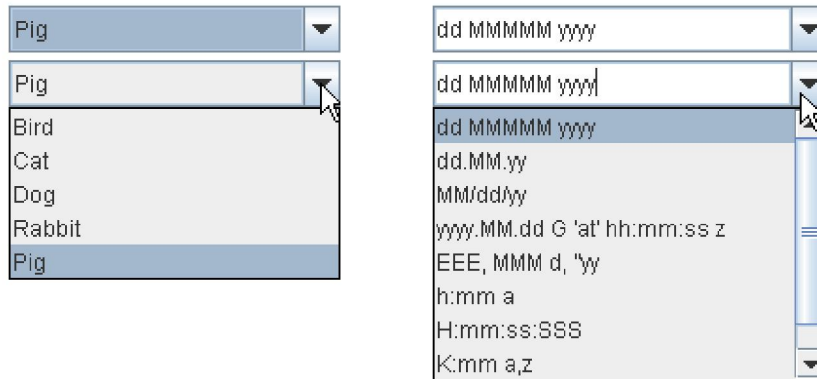 Pig
Pig
Bird
Cat
Dog
Rabbit
Pig
dd MMMMM yyyy
dd MMMMM yyyy
dd MMMMM yyyy
dd.MM.yy
MM/dd/yy
yyyy.MM.dd G 'at' hh:mm:ss z
EEE, MMM d, ''yy
h:mm a
H:mm:ss:SSS
K:mm a,z